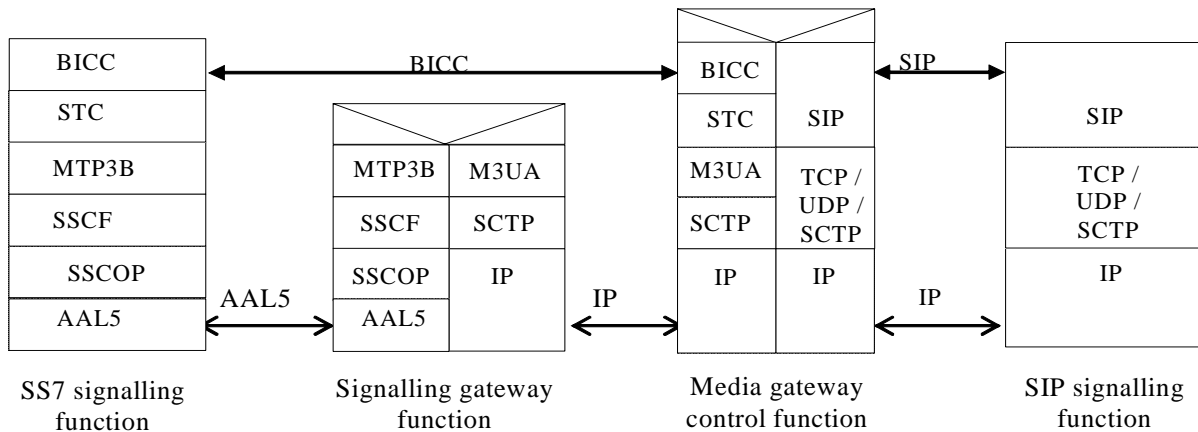 BICC
STC
MTP3B
SSCF
SSCOP
AAL5
SS7 signalling
function
BICC
AAL5
MTP3B
SSCF
SSCOP
AAL5
M3UA
SCTP
IP
Signalling gateway
function
IP
BICC
STC
M3UA
SCTP
IP
SIP
TCP /
UDP /
SCTP
IP
Media gateway
control function
SIP
IP
SIP
TCP /
UDP /
SCTP
IP
SIP signalling
function